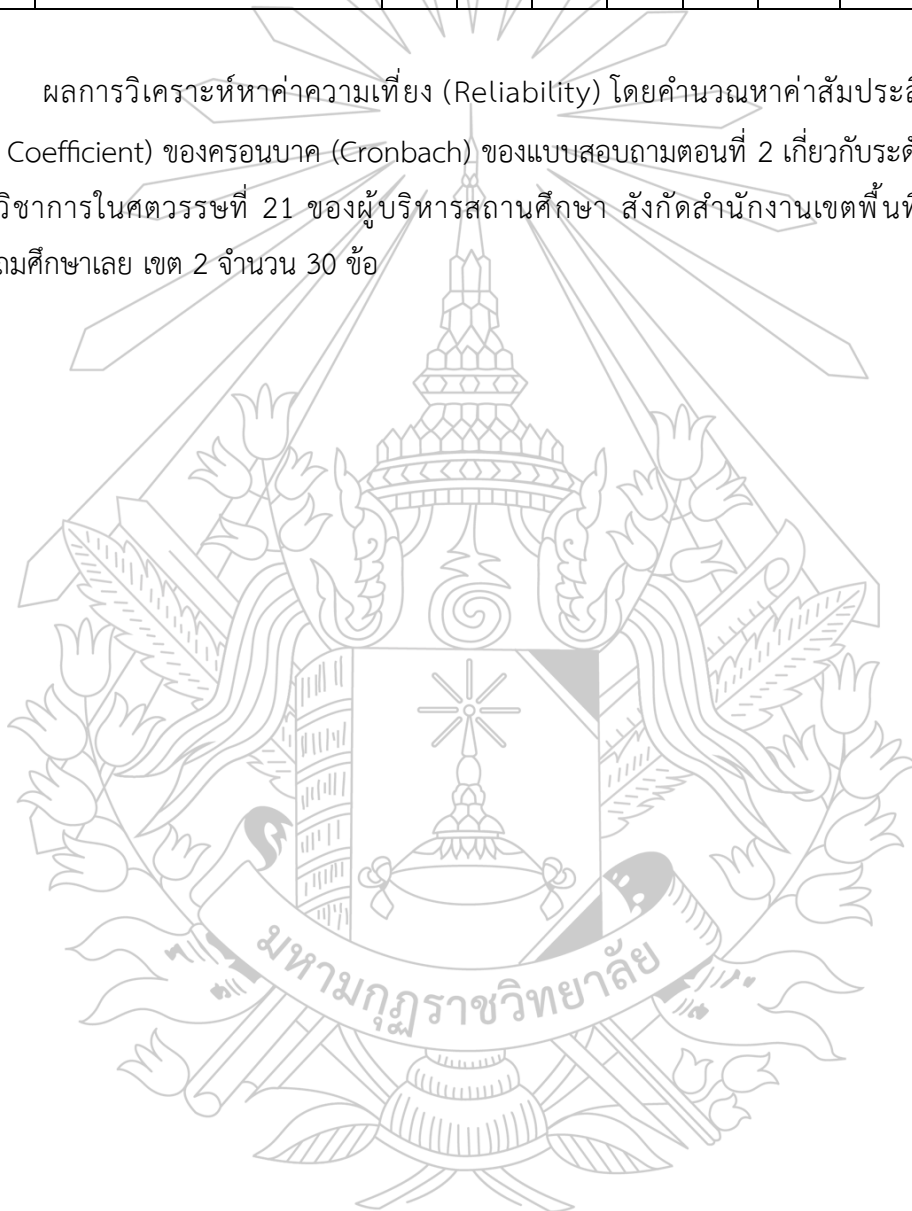 ผลการวิเคราะห์หาค่าความเที่ยง (Reliability) โดยคำนวณหาค่าสัมประสิ
Coefficient) ของครอนบาค (Cronbach) ของแบบสอบถามตอนที่ 2 เกี่ยวกับระดั
วิชาการในศตวรรษที่ 21 ของผู้บริหารสถานศึกษา สังกัดสำนักงานเขตพื้นที่
ถมศึกษาเลย เขต 2 จำนวน 30 ข้อ
มหามกุฏราชวิทยาลัย